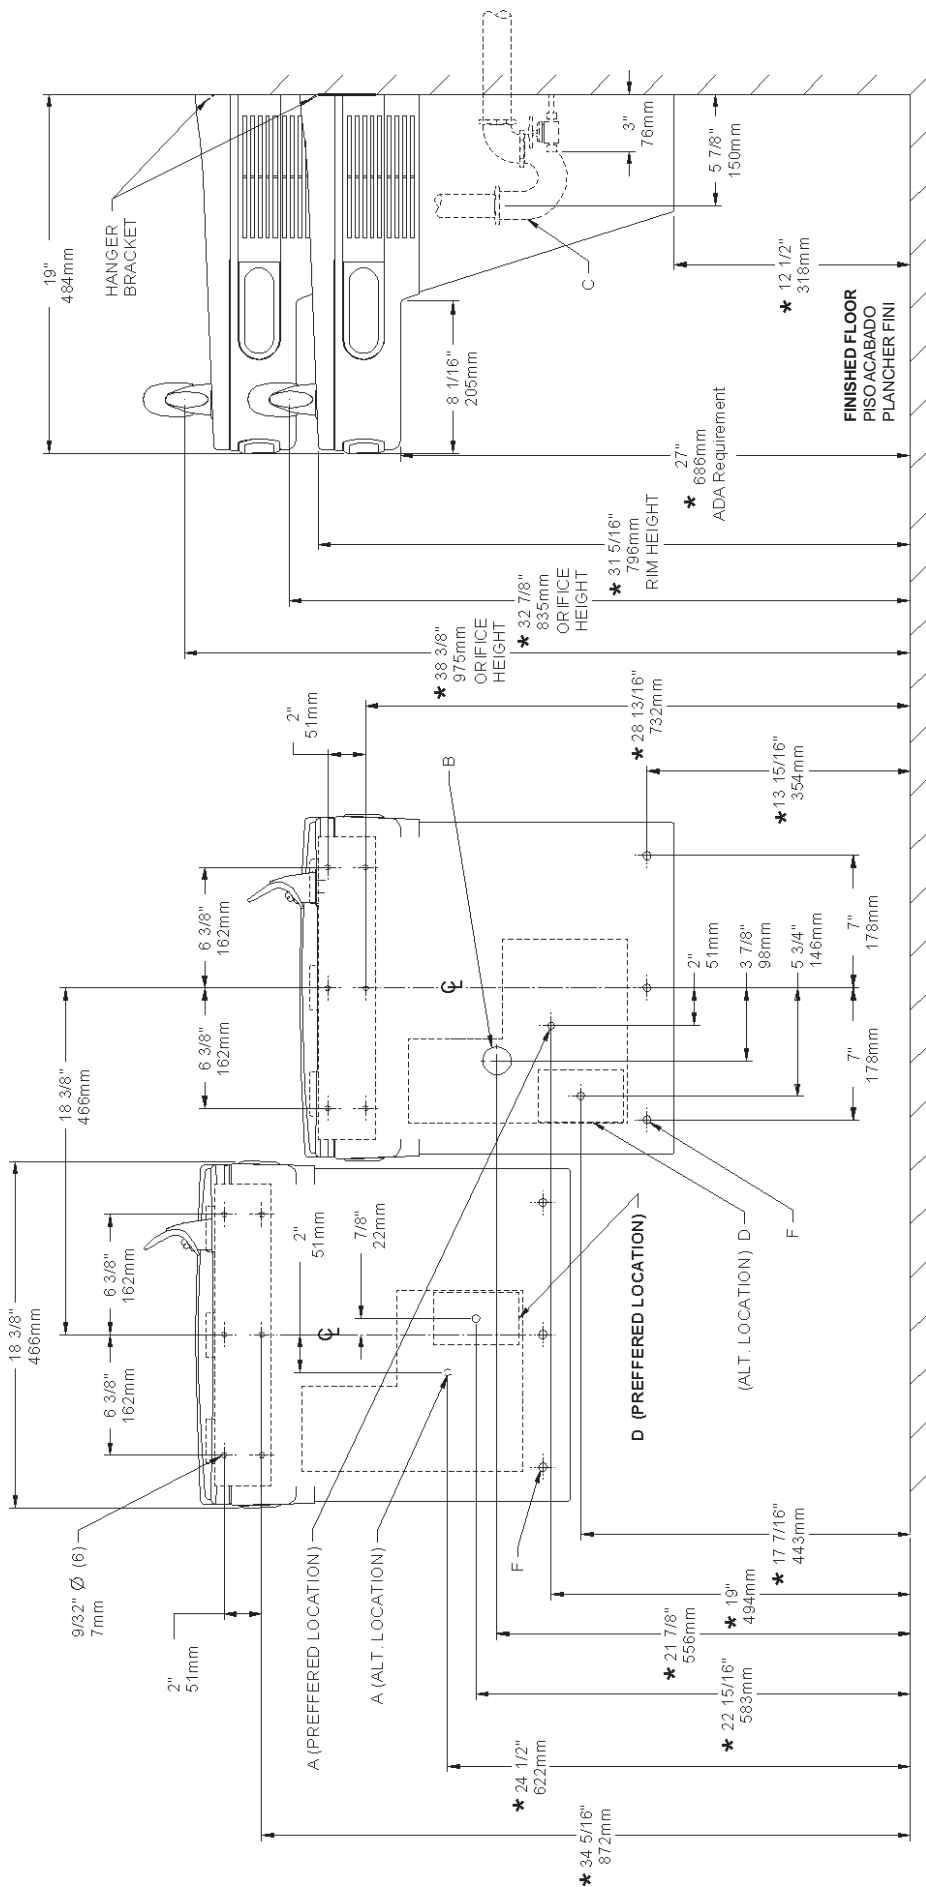 19"
484mm
HANGER
BRACKET
3"
76mm
5 7/8"
150mm
C
* 12 1/2"
318mm
8 1/16"
205mm
FINISHED FLOOR
PISO ACABADO
PLANCHER FINI
27"
* 686mm
ADA Requirement
* 31 5/16"
796mm
RIM HEIGHT
* 32 7/8"
835mm
ORIFICE
HEIGHT
* 38 3/8"
975mm
ORIFICE
HEIGHT
2"
51mm
* 28 13/16"
732mm
B
*13 15/16"
354mm
6 3/8"
162mm
6 3/8"
162mm
18 3/8"
466mm
CL
2"
51mm
3 7/8"
98mm
5 3/4"
146mm
7"
178mm
7"
178mm
18 3/8"
466mm
6 3/8"
162mm
6 3/8"
162mm
2"
51mm
7/8"
22mm
CL
D (PREFFERED LOCATION)
(ALT. LOCATION) D
F
9/32" Ø (6)
7mm
2"
51mm
A (PREFFERED LOCATION)
A (ALT. LOCATION)
F
* 17 7/16"
443mm
* 19"
494mm
* 21 7/8"
556mm
* 22 15/16"
583mm
* 24 1/2"
622mm
* 34 5/16"
872mm